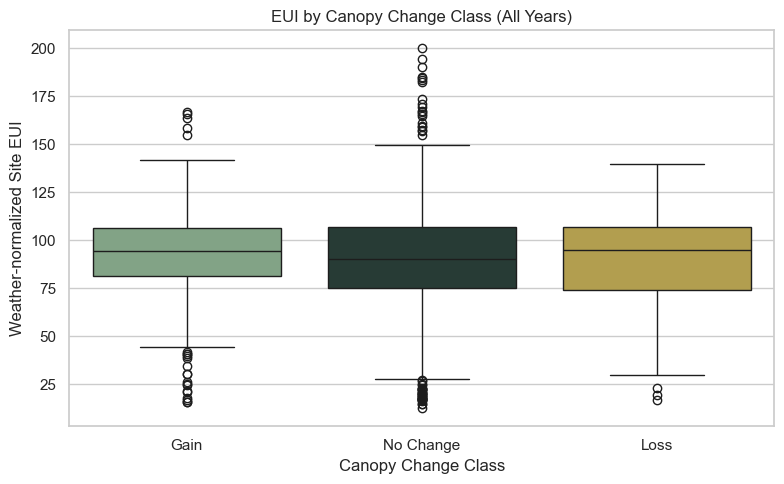 EUI by Canopy Change Class (All Years)
Weather-normalized Site EUI
200
175
150
125
100
75
50
25
Gain
No Change
Loss
Canopy Change Class